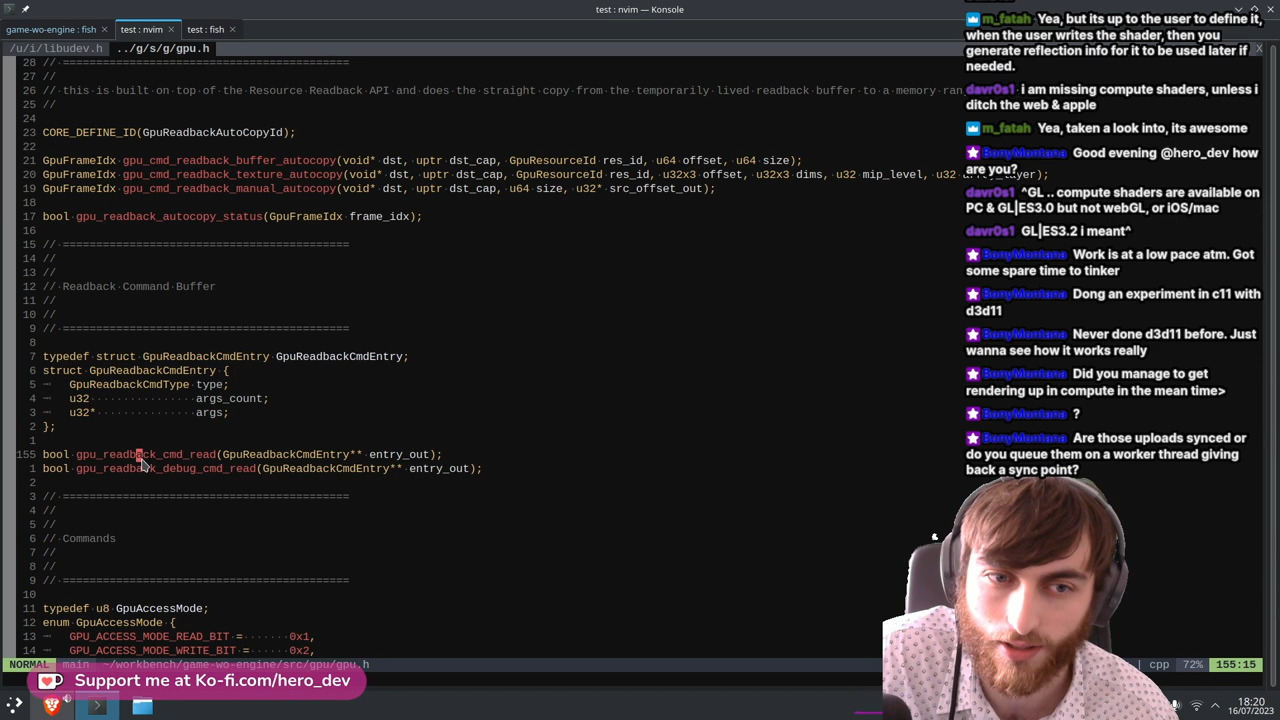 test : nvim — Konsole
game-wo-engine : fish
test : nvim
test : fish
/u/i/libudev.h ../g/s/g/gpu.h
28 // ===========================================
27 //
26 // this is built on top of the Resource Readback API and does the straight copy from the temporarily lived readback buffer to a memory ran
25 //
24
23 CORE_DEFINE_ID(GpuReadbackAutoCopyId);
22
21 GpuFrameIdx gpu_cmd_readback_buffer_autocopy(void* dst, uptr dst_cap, GpuResourceId res_id, u64 offset, u64 size);
20 GpuFrameIdx gpu_cmd_readback_texture_autocopy(void* dst, uptr dst_cap, GpuResourceId res_id, u32x3 offset, u32x3 dims, u32 mip_level, u32 array_layer);
19 GpuFrameIdx gpu_cmd_readback_manual_autocopy(void* dst, uptr dst_cap, u64 size, u32* src_offset_out);
18
17 bool gpu_readback_autocopy_status(GpuFrameIdx frame_idx);
16
15 // ===========================================
14 //
13 //
12 // Readback Command Buffer
11 //
10 //
9 // ===========================================
8
7 typedef struct GpuReadbackCmdEntry GpuReadbackCmdEntry;
6 struct GpuReadbackCmdEntry {
5 GpuReadbackCmdType type;
4 u32 args_count;
3 u32* args;
2 };
1
155 bool gpu_readback_cmd_read(GpuReadbackCmdEntry** entry_out);
1 bool gpu_readback_debug_cmd_read(GpuReadbackCmdEntry** entry_out);
2
3 // ===========================================
4 //
5 //
6 // Commands
7 //
8 //
9 // ===========================================
10
11 typedef u8 GpuAccessMode;
12 enum GpuAccessMode {
13 GPU_ACCESS_MODE_READ_BIT = 0x1,
14 GPU_ACCESS_MODE_WRITE_BIT = 0x2,
NORMAL main ~/workbench/game-wo-engine/src/gpu/gpu.h | cpp 72% 155:15
m_fatah Yea, but its up to the user to define it,
when the user writes the shader, then you
generate reflection info for it to be used later if
needed.
davr0s1 i am missing compute shaders, unless i
ditch the web & apple
m_fatah Yea, taken a look into, its awesome
BonyMontana Good evening @hero_dev how
are you?
davr0s1 ^GL .. compute shaders are available on
PC & GL|ES3.0 but not webGL, or iOS/mac
davr0s1 GL|ES3.2 i meant^
BonyMontana Work is at a low pace atm. Got
some spare time to tinker
BonyMontana Dong an experiment in c11 with
d3d11
BonyMontana Never done d3d11 before. Just
wanna see how it works really
BonyMontana Did you manage to get
rendering up in compute in the mean time>
BonyMontana ?
BonyMontana Are those uploads synced or
do you queue them on a worker thread giving
back a sync point?
Support me at Ko-fi.com/hero_dev
18:20
16/07/2023